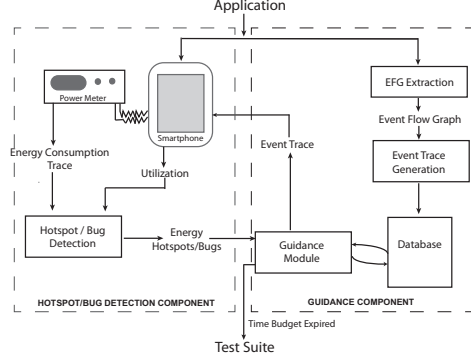 Application
Power Meter
Smartphone
EFG Extraction
Event Flow Graph
Energy Consumption
Trace
Utilization
Event Trace
Event Trace
Generation
Hotspot / Bug
Detection
Energy
Hotspots/Bugs
Guidance
Module
Database
HOTSPOT/BUG DETECTION COMPONENT
GUIDANCE COMPONENT
Time Budget Expired
Test Suite